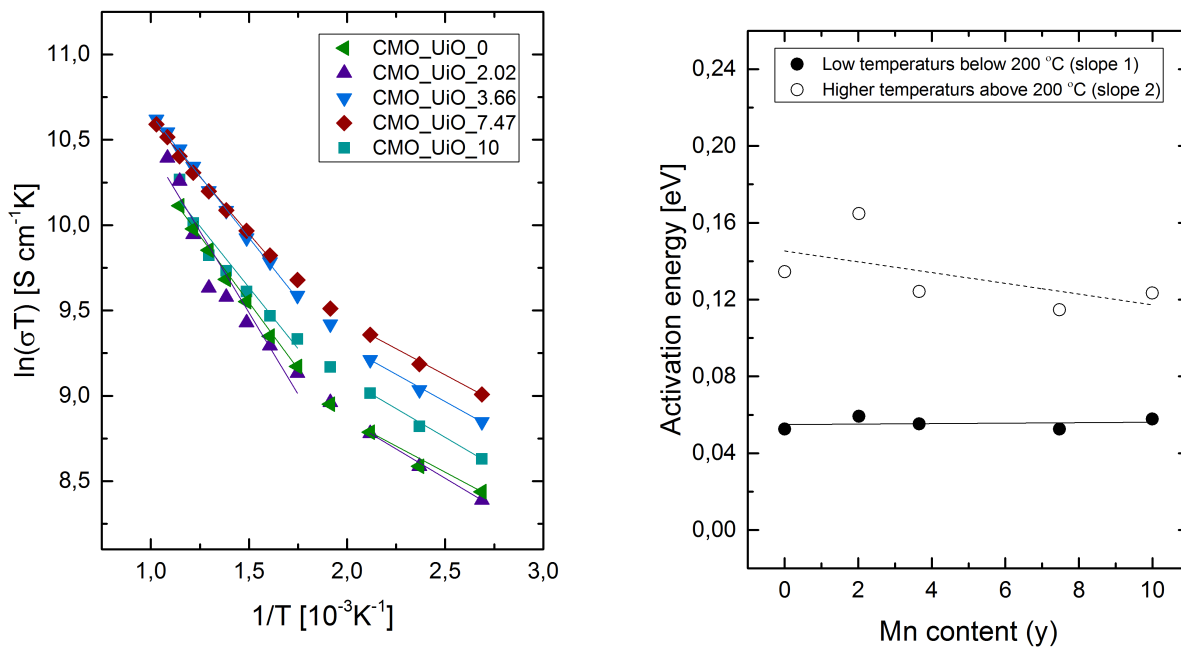 11,0
10,5
10,0
9,5
9,0
8,5
ln(σT) [S cm⁻¹K]
CMO_UiO_0
CMO_UiO_2.02
CMO_UiO_3.66
CMO_UiO_7.47
CMO_UiO_10
1,0 1,5 2,0 2,5 3,0
1/T [10⁻³K⁻¹]
0,24
0,20
0,16
0,12
0,08
0,04
0,00
Activation energy [eV]
Low temperaturs below 200 °C (slope 1)
Higher temperaturs above 200 °C (slope 2)
0 2 4 6 8 10
Mn content (y)